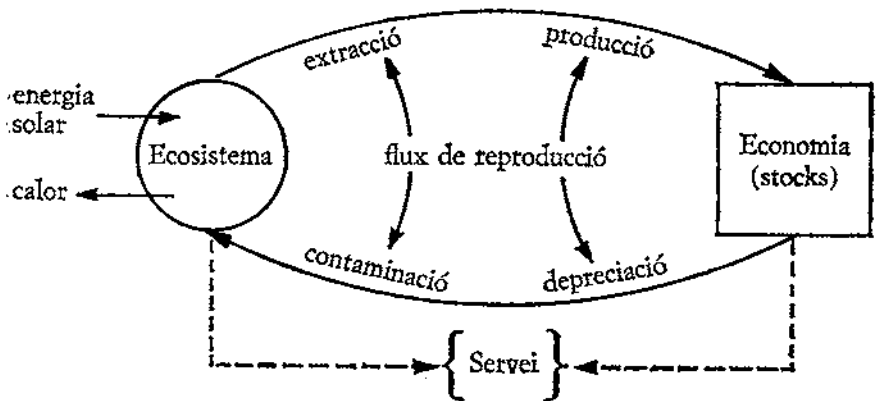 extracció
producció
energia
solar
Ecosistema
flux de reproducció
Economia
(stocks)
calor
contaminació
depreciació
{ Servei }